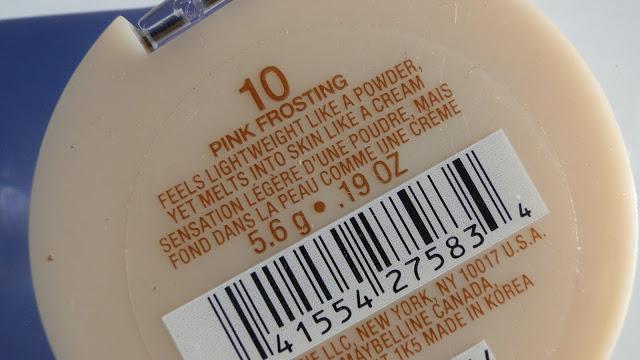 10
PINK FROSTING
FEELS LIGHTWEIGHT LIKE A POWDER,
YET MELTS INTO SKIN LIKE A CREAM
SENSATION LÉGÈRE D'UNE POUDRE, MAIS
FOND DANS LA PEAU COMME UNE CRÈME
5.6 g • .19 OZ
41554 27583 4
LLC, NEW YORK, NY 10017 U.S.A.
MAYBELLINE CANADA,
1K5 MADE IN KOREA